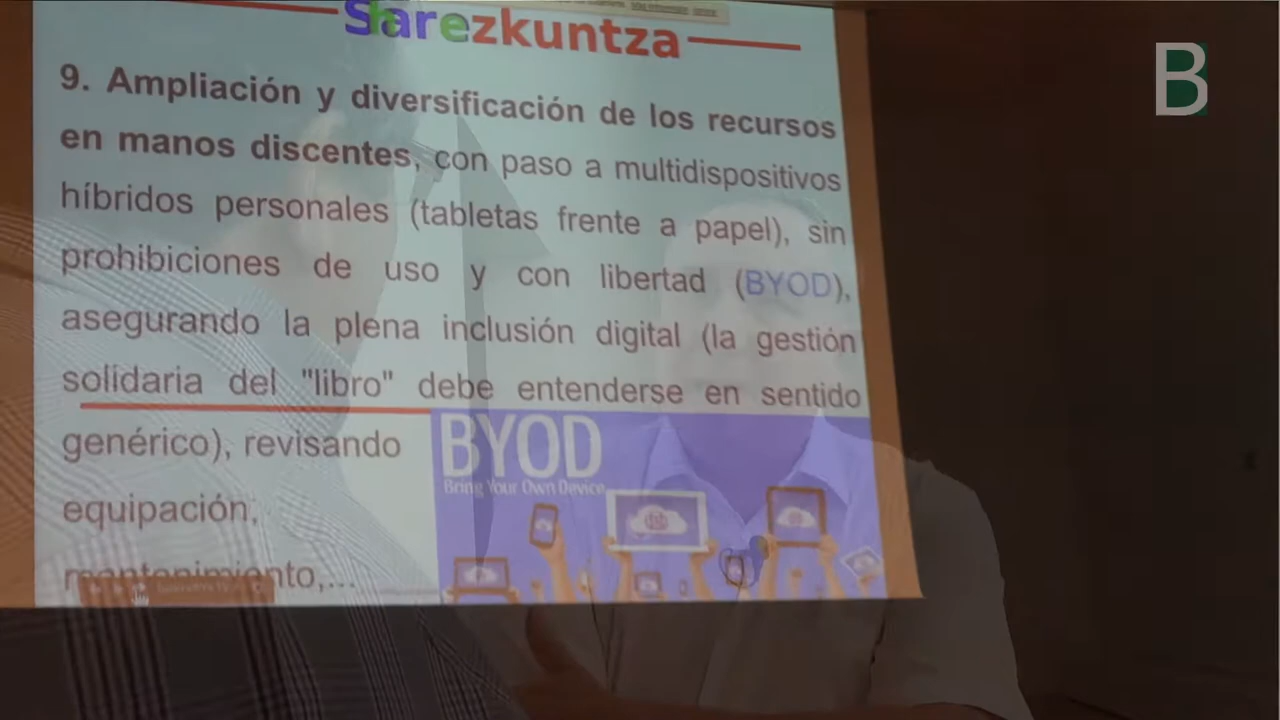 Sarezkuntza
B
9. Ampliación y diversificación de los recursos
en manos discentes, con paso a multidispositivos
híbridos personales (tabletas frente a papel), sin
prohibiciones de uso y con libertad (BYOD),
asegurando la plena inclusión digital (la gestión
solidaria del "libro" debe entenderse en sentido
genérico), revisando
equipación,
mantenimiento,...
BYOD
Bring Your Own Device